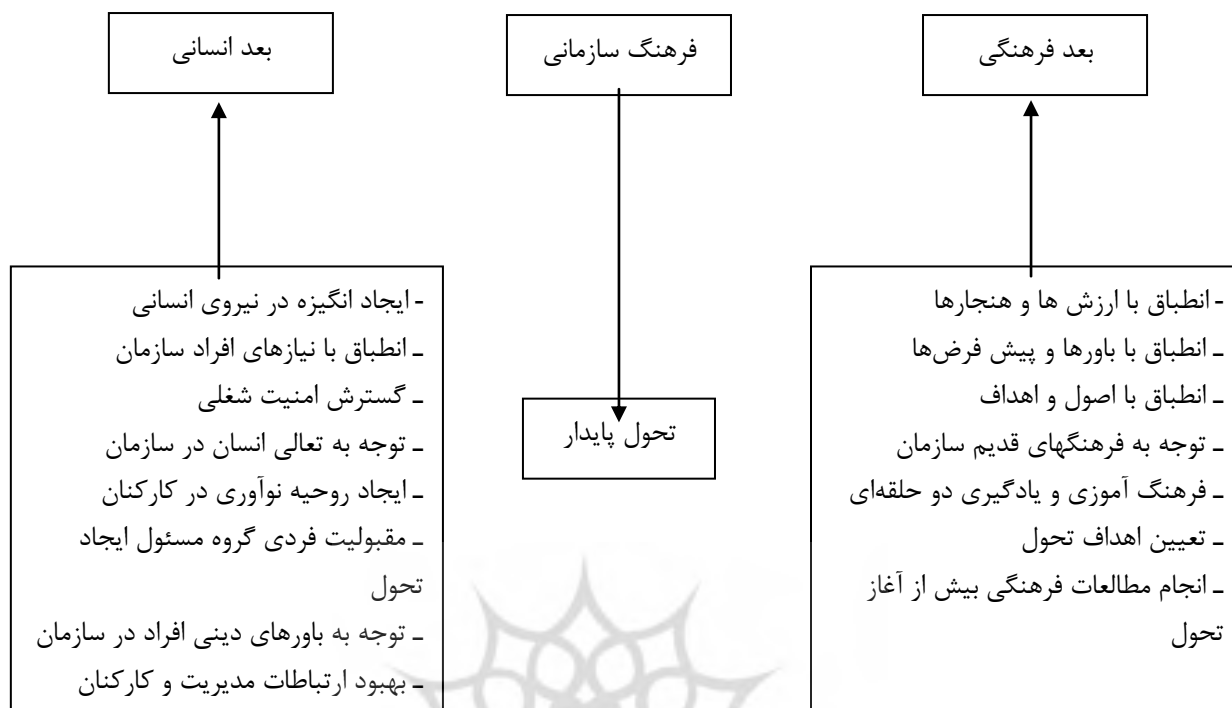 بعد فرهنگی
فرهنگ سازمانی
بعد انسانی
- انطباق با ارزش ها و هنجارها
ـ انطباق با باورها و پیش فرض‌ها
ـ انطباق با اصول و اهداف
ـ توجه به فرهنگهای قدیم سازمان
ـ فرهنگ آموزی و یادگیری دو حلقه‌ای
ـ تعیین اهداف تحول
ـ انجام مطالعات فرهنگی بیش از آغاز
تحول
تحول پایدار
- ایجاد انگیزه در نیروی انسانی
ـ انطباق با نیازهای افراد سازمان
ـ گسترش امنیت شغلی
ـ توجه به تعالی انسان در سازمان
ـ ایجاد روحیه نوآوری در کارکنان
ـ مقبولیت فردی گروه مسئول ایجاد
تحول
ـ توجه به باورهای دینی افراد در سازمان
ـ بهبود ارتباطات مدیریت و کارکنان